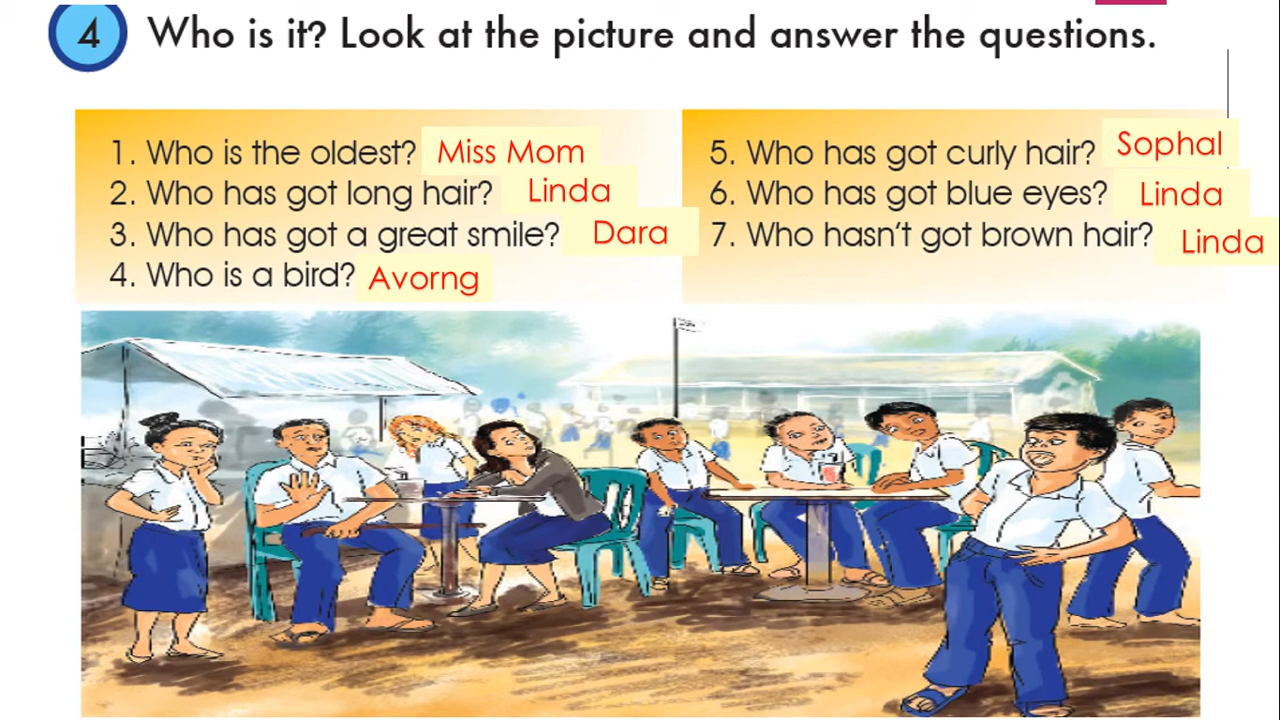 4 Who is it? Look at the picture and answer the questions.
1. Who is the oldest? Miss Mom
2. Who has got long hair? Linda
3. Who has got a great smile? Dara
4. Who is a bird? Avorng
5. Who has got curly hair? Sophal
6. Who has got blue eyes? Linda
7. Who hasn't got brown hair? Linda